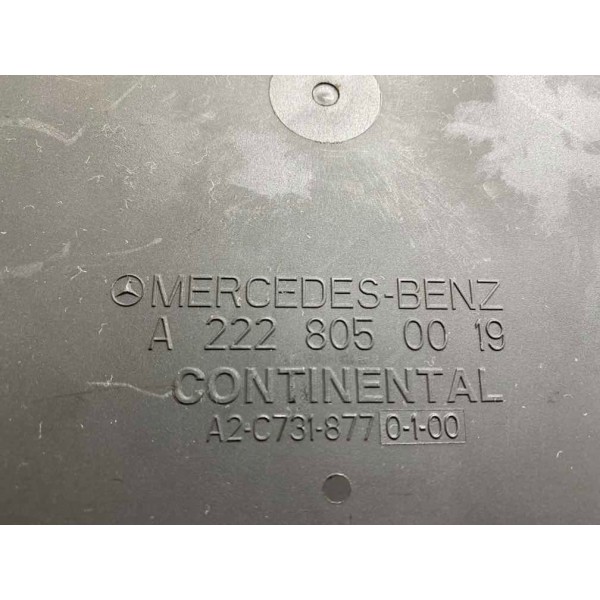 MERCEDES-BENZ
A 222 805 00 19
CONTINENTAL
A2-C731-877 0-1-00